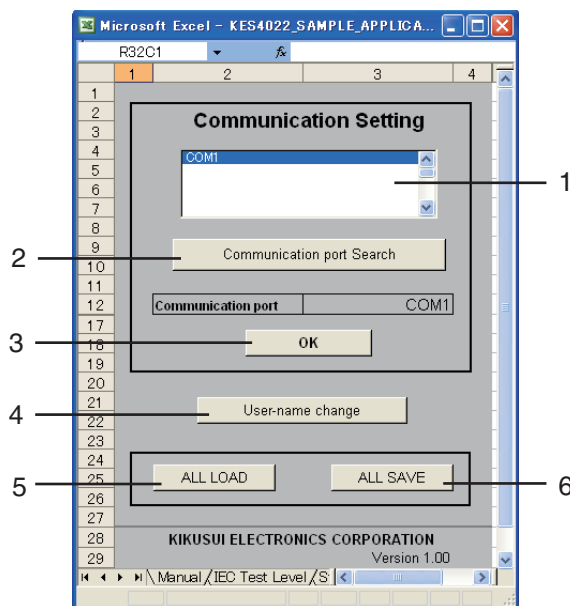 Microsoft Excel - KES4022_SAMPLE_APPLICA...
R32C1 fx
1 2 3 4
1
2
Communication Setting
3
4
COM1
5
1
6
7
8
9
2
Communication port Search
10
11
12
Communication port COM1
17
3
18
OK
19
20
21
4
User-name change
22
23
24
5
25
ALL LOAD ALL SAVE
6
26
27
28
KIKUSUI ELECTRONICS CORPORATION
29
Version 1.00
Manual / IEC Test Level / S